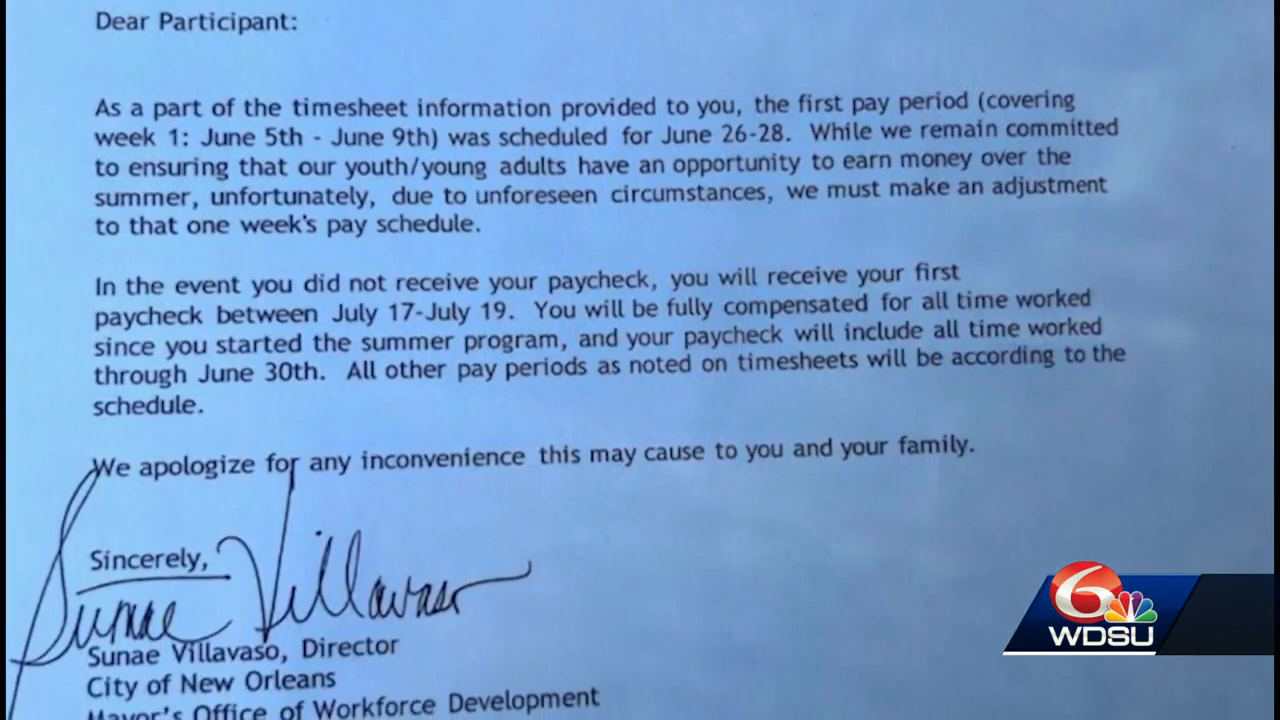 Dear Participant:
As a part of the timesheet information provided to you, the first pay period (covering
week 1: June 5th - June 9th) was scheduled for June 26-28. While we remain committed
to ensuring that our youth/young adults have an opportunity to earn money over the
summer, unfortunately, due to unforeseen circumstances, we must make an adjustment
to that one week's pay schedule.
In the event you did not receive your paycheck, you will receive your first
paycheck between July 17-July 19. You will be fully compensated for all time worked
since you started the summer program, and your paycheck will include all time worked
through June 30th. All other pay periods as noted on timesheets will be according to the
schedule.
We apologize for any inconvenience this may cause to you and your family.
Sincerely,
Sunae Villavaso
Sunae Villavaso, Director
City of New Orleans
Mayor's Office of Workforce Development
6
WDSU